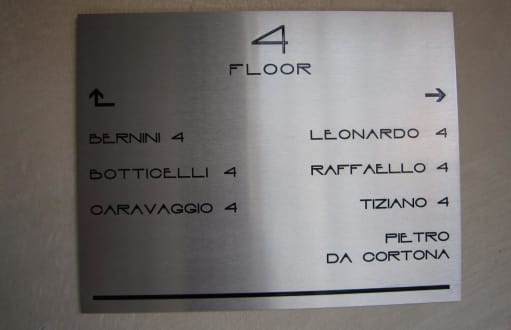 4
FLOOR
BERNINI 4
BOTTICELLI 4
CARAVAGGIO 4
LEONARDO 4
RAFFAELLO 4
TIZIANO 4
PIETRO
DA CORTONA